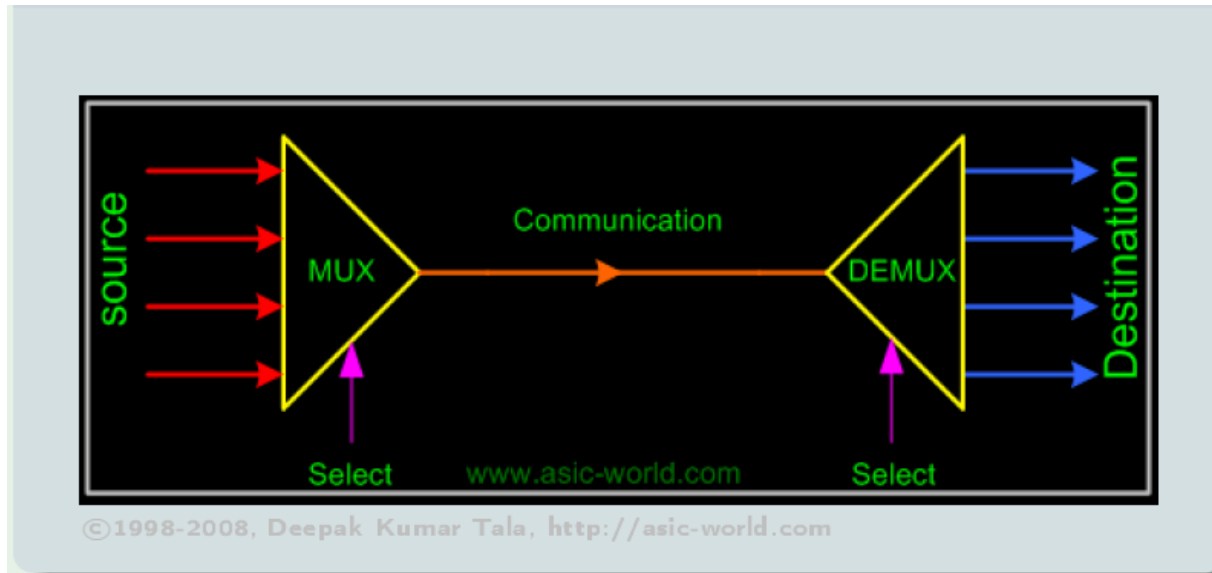 source
MUX
Communication
DEMUX
Destination
Select
www.asic-world.com
Select
©1998-2008, Deepak Kumar Tala, http://asic-world.com